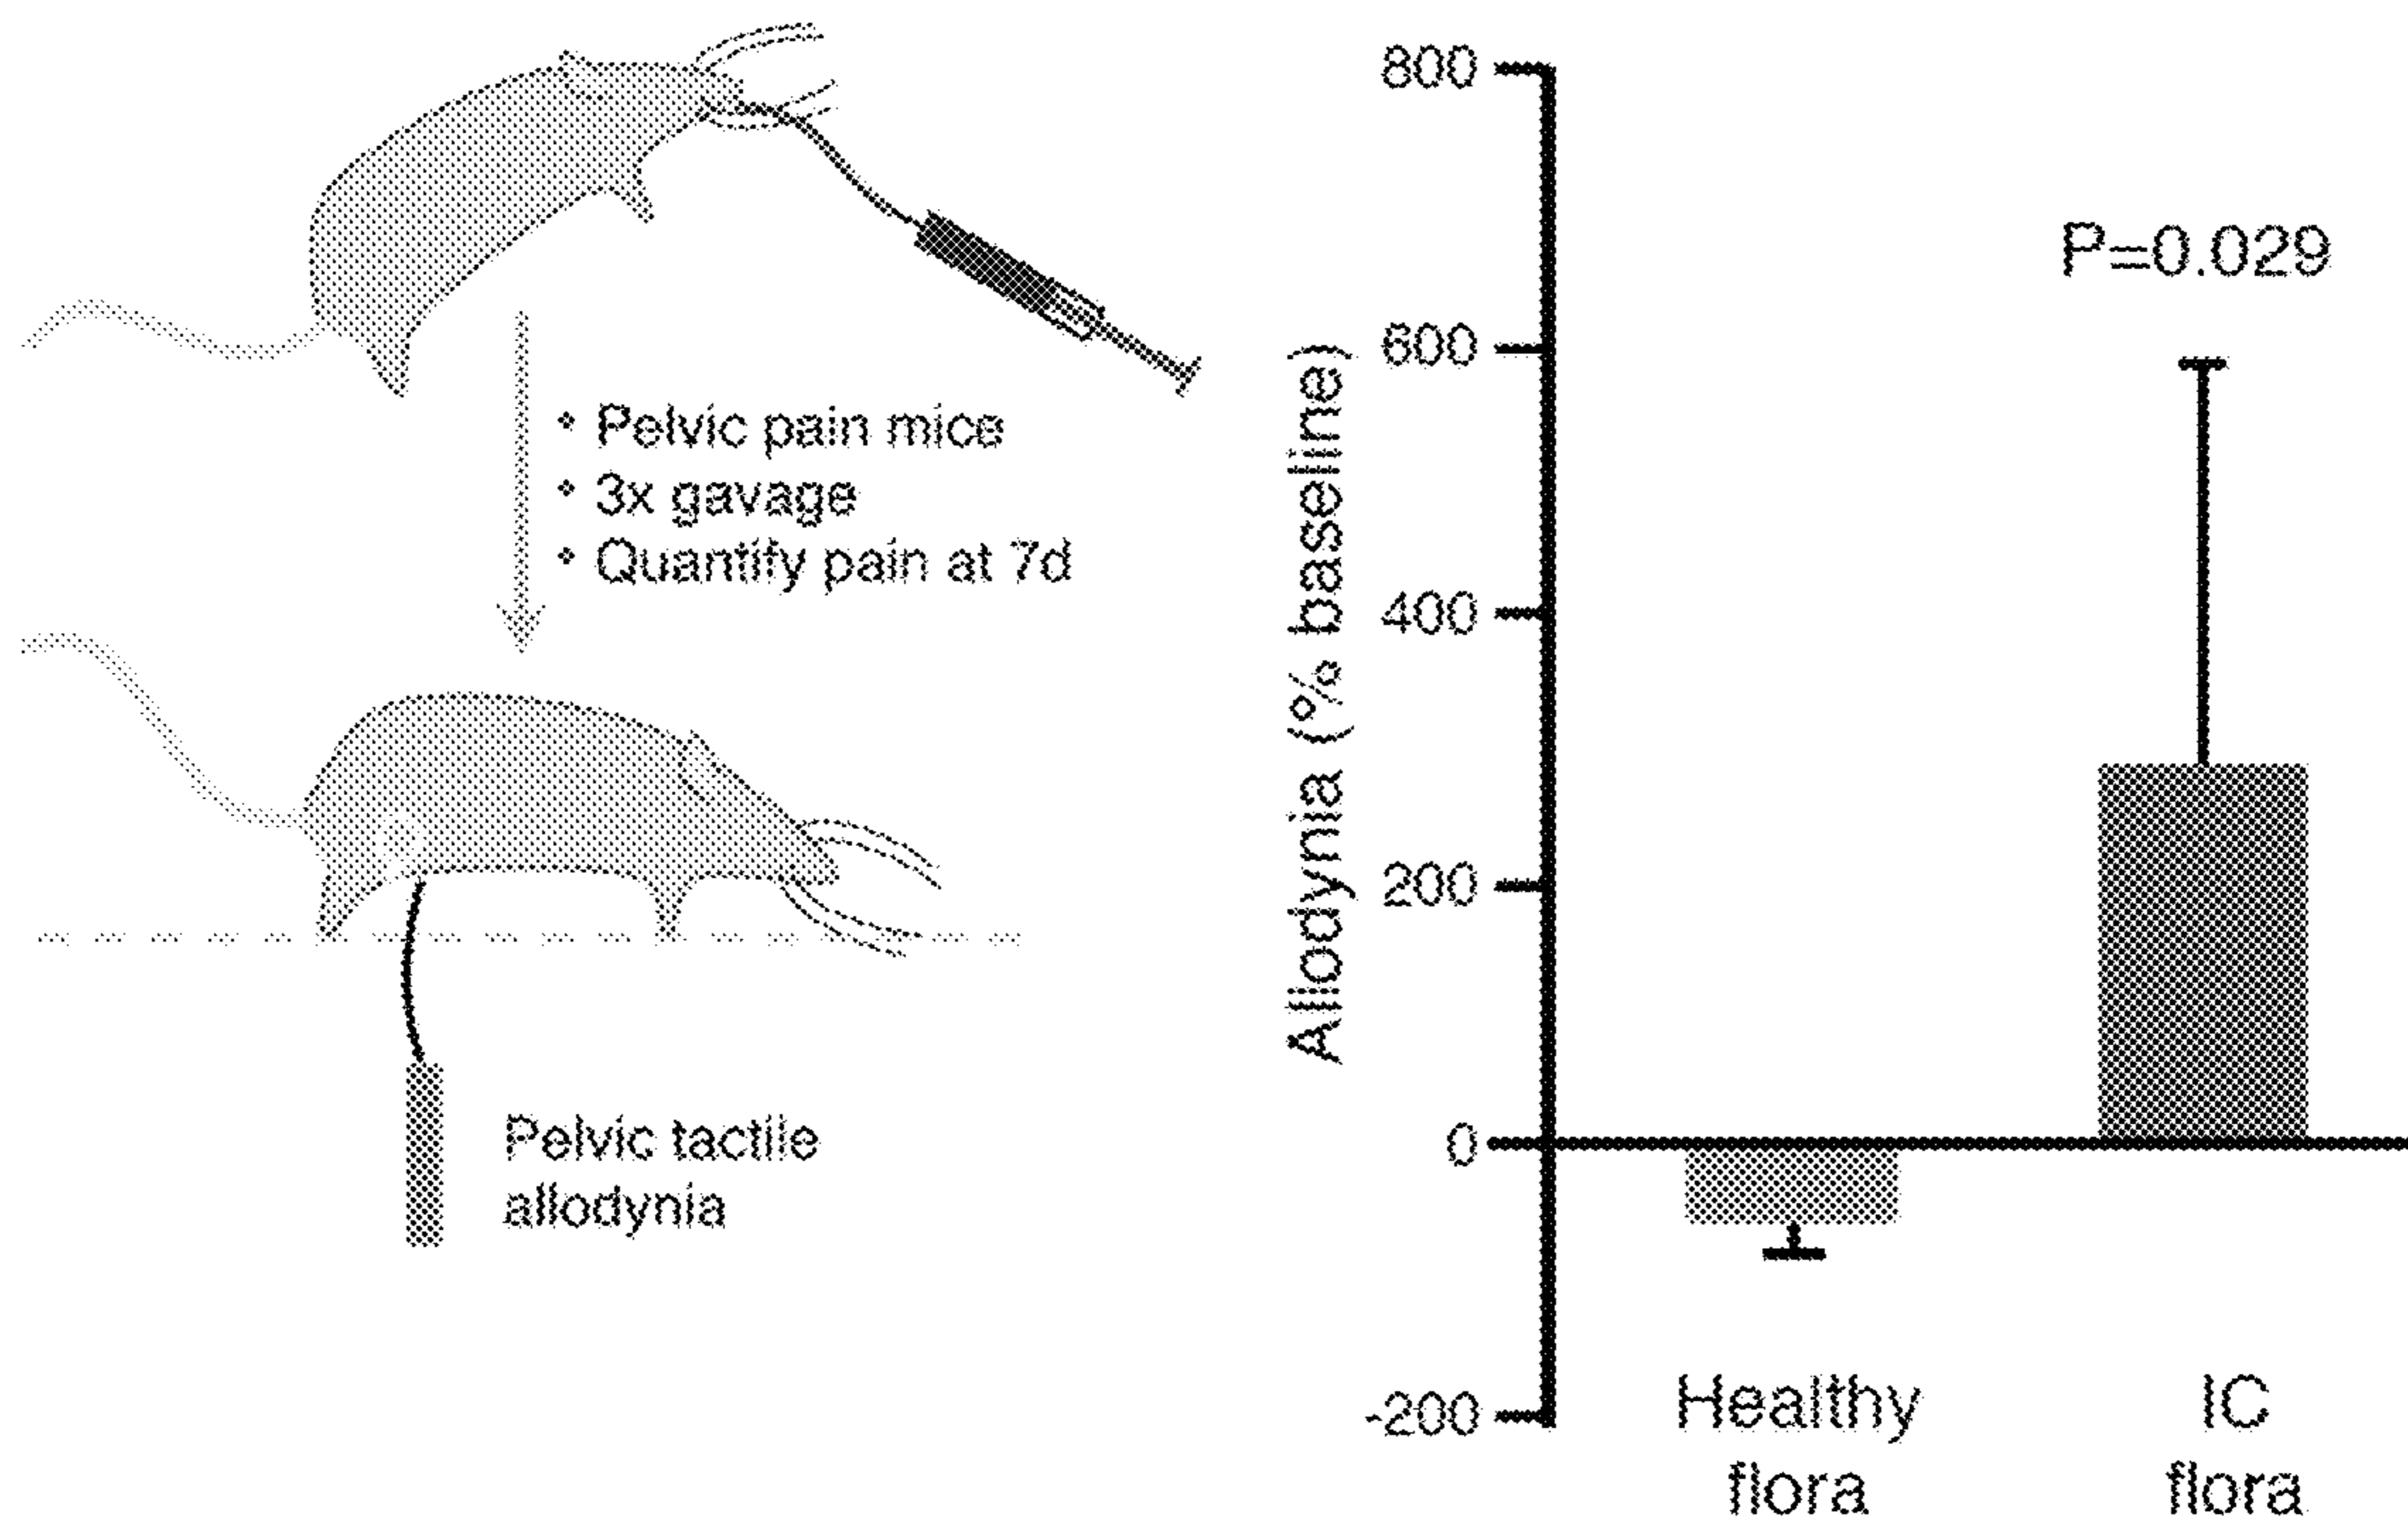 • Pelvic pain mice
• 3x gavage
• Quantify pain at 7d
Pelvic tactile
allodynia
Allodynia (% baseline)
800
600
400
200
0
-200
P=0.029
Healthy
flora
IC
flora